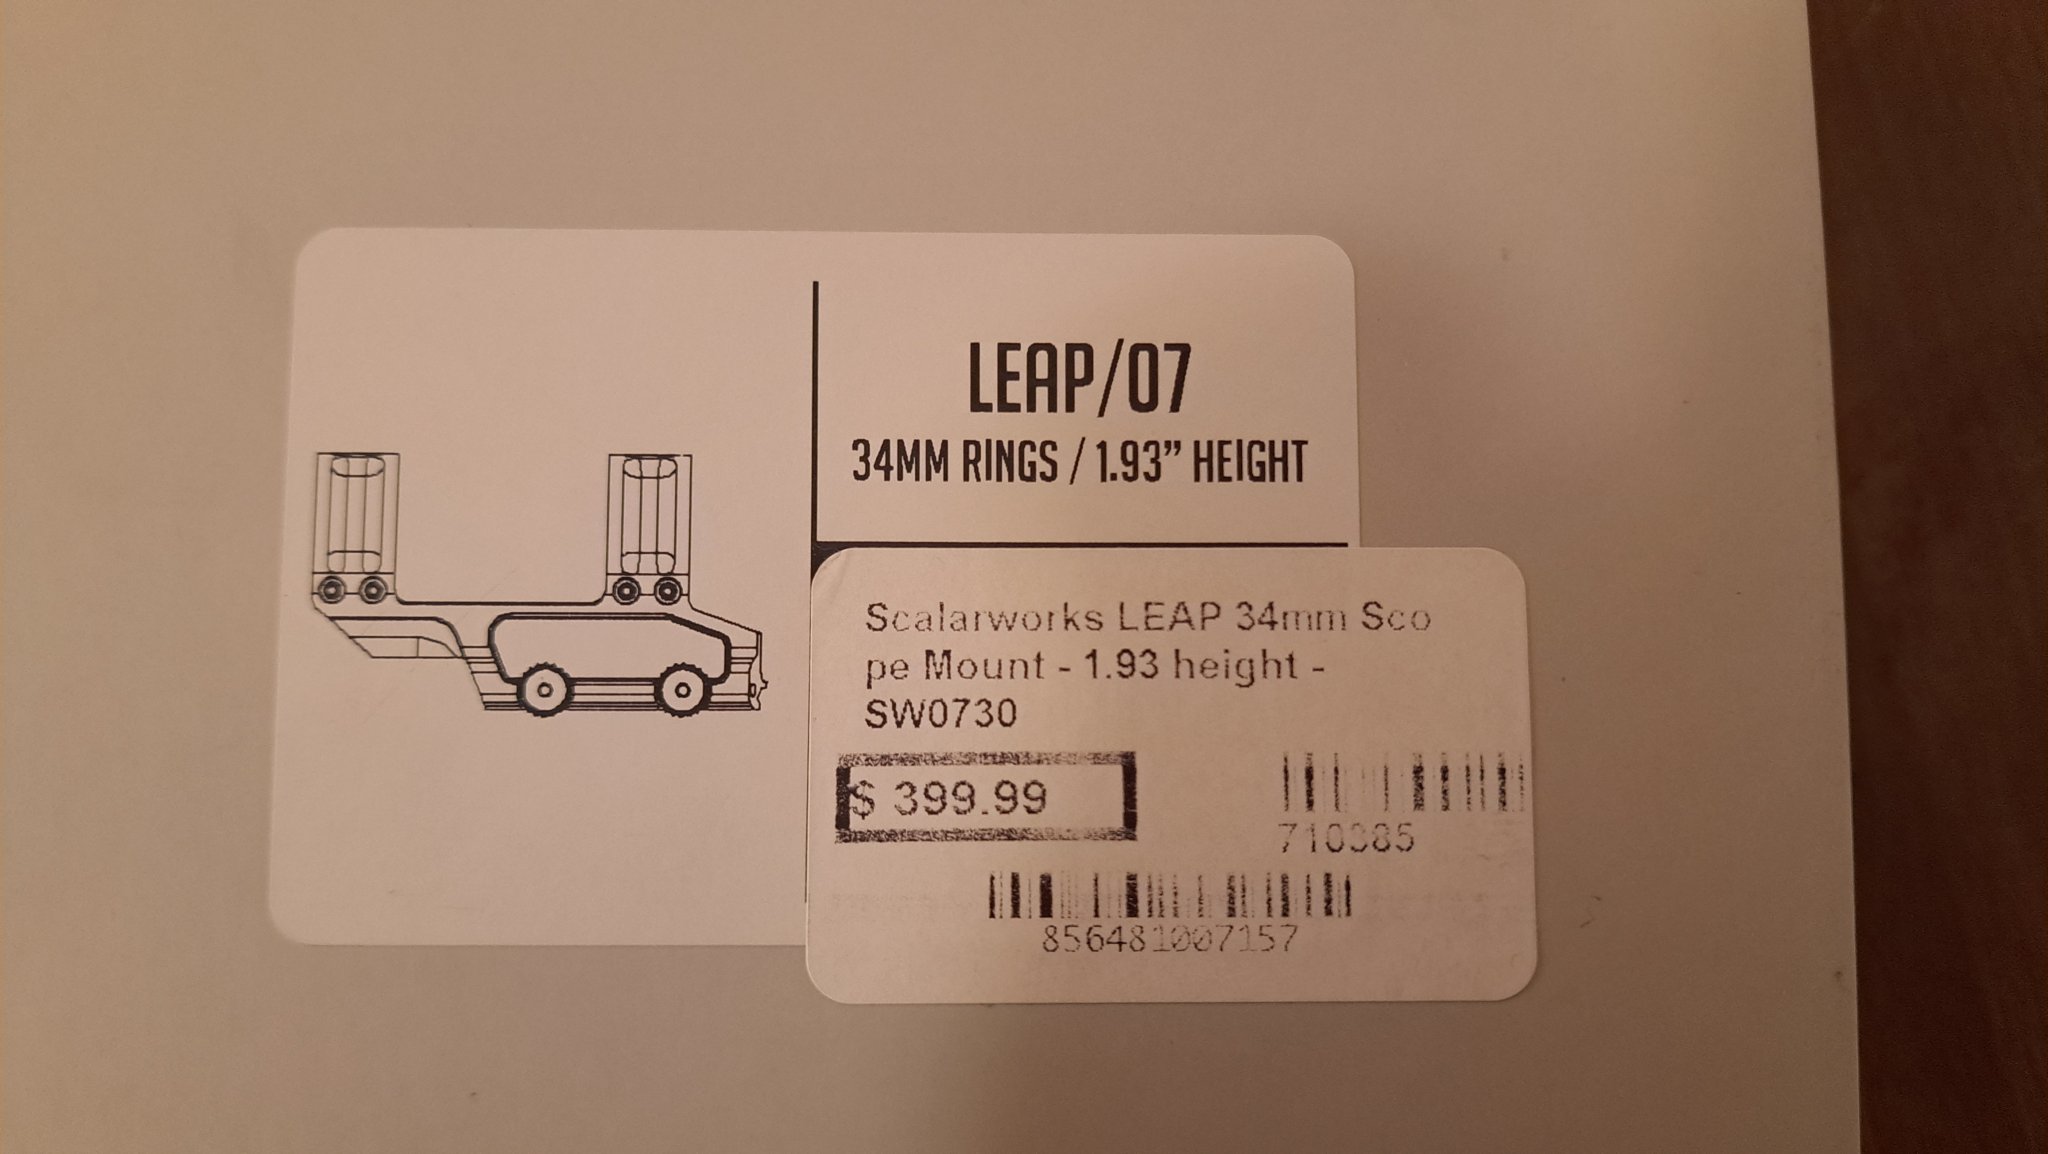 LEAP/07
34MM RINGS / 1.93” HEIGHT
Scalarworks LEAP 34mm Sco
pe Mount - 1.93 height -
SW0730
$ 399.99
710385
856481007157